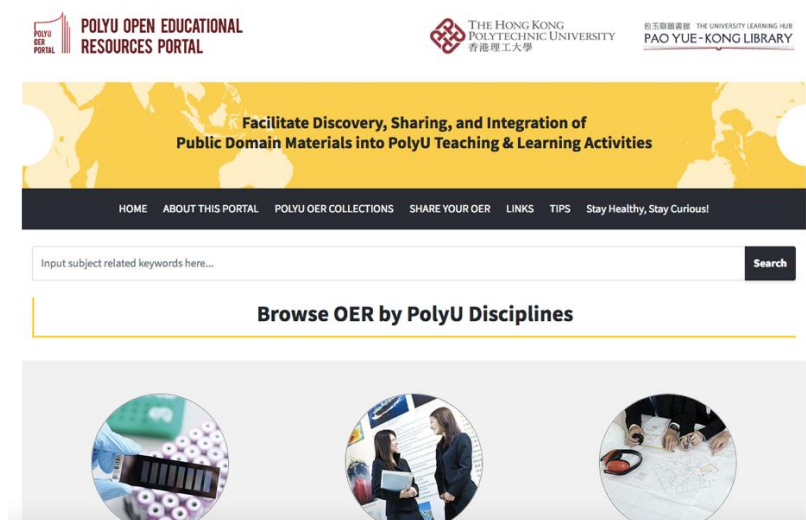 POLYU
OER
PORTAL
POLYU OPEN EDUCATIONAL
RESOURCES PORTAL
THE HONG KONG
POLYTECHNIC UNIVERSITY
香港理工大學
包玉剛圖書館 THE UNIVERSITY LEARNING HUB
PAO YUE-KONG LIBRARY
Facilitate Discovery, Sharing, and Integration of
Public Domain Materials into PolyU Teaching & Learning Activities
HOME ABOUT THIS PORTAL POLYU OER COLLECTIONS SHARE YOUR OER LINKS TIPS Stay Healthy, Stay Curious!
Input subject related keywords here... Search
Browse OER by PolyU Disciplines